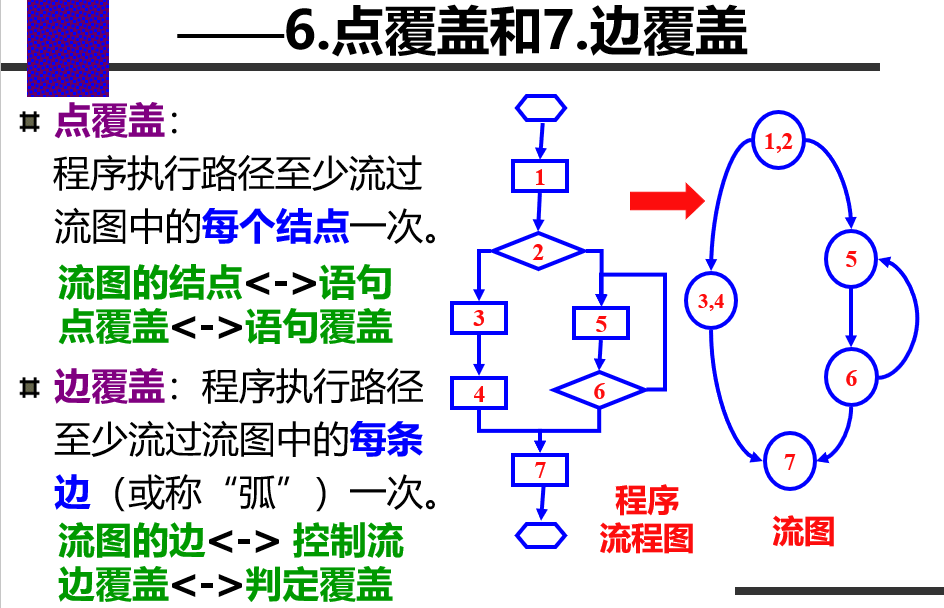 ——6.点覆盖和7.边覆盖
点覆盖：
程序执行路径至少流过
流图中的每个结点一次。
流图的结点<->语句
点覆盖<->语句覆盖
边覆盖：程序执行路径
至少流过流图中的每条
边（或称“弧”）一次。
流图的边<-> 控制流
边覆盖<->判定覆盖
1
2
3
4
5
6
7
程序
流程图
1,2
3,4
5
6
7
流图